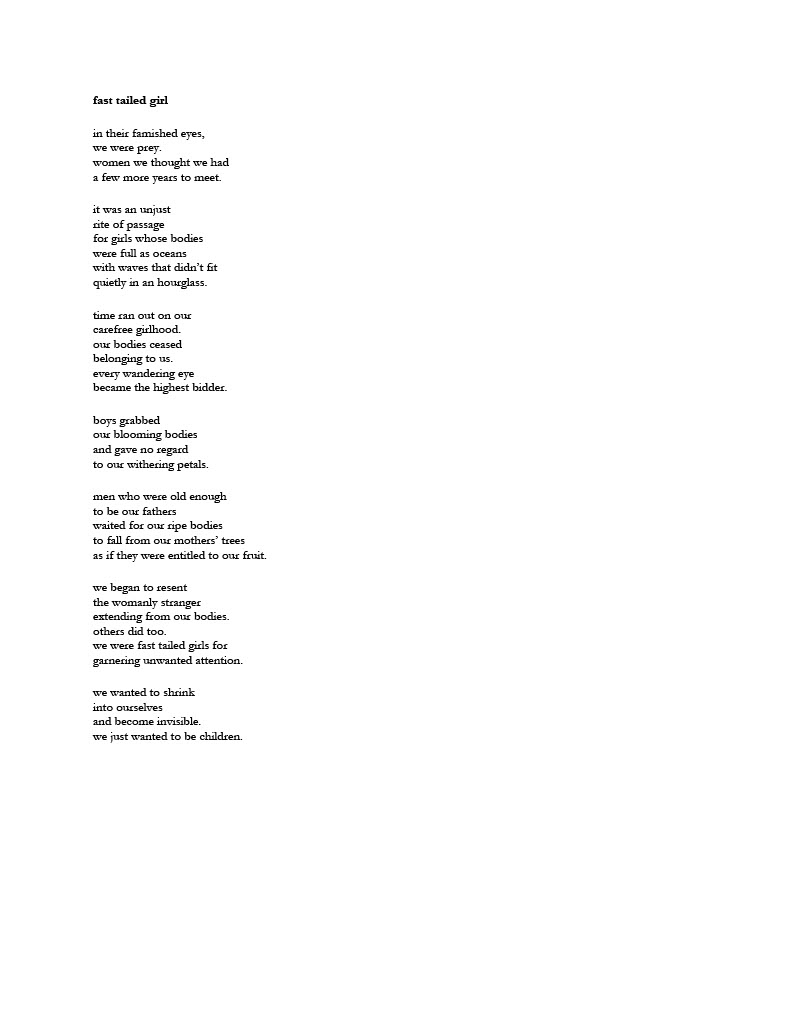 fast tailed girl
in their famished eyes,
we were prey.
women we thought we had
a few more years to meet.
it was an unjust
rite of passage
for girls whose bodies
were full as oceans
with waves that didn’t fit
quietly in an hourglass.
time ran out on our
carefree girlhood.
our bodies ceased
belonging to us.
every wandering eye
became the highest bidder.
boys grabbed
our blooming bodies
and gave no regard
to our withering petals.
men who were old enough
to be our fathers
waited for our ripe bodies
to fall from our mothers’ trees
as if they were entitled to our fruit.
we began to resent
the womanly stranger
extending from our bodies.
others did too.
we were fast tailed girls for
garnering unwanted attention.
we wanted to shrink
into ourselves
and become invisible.
we just wanted to be children.